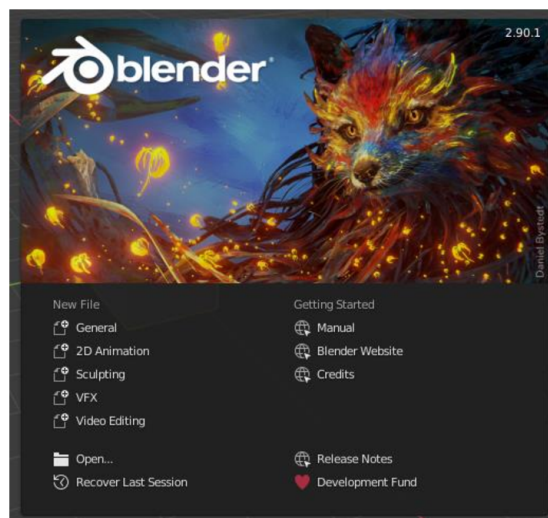 2.90.1
blender
Daniel Bystedt
New File
General
2D Animation
Sculpting
VFX
Video Editing
Open...
Recover Last Session
Getting Started
Manual
Blender Website
Credits
Release Notes
Development Fund